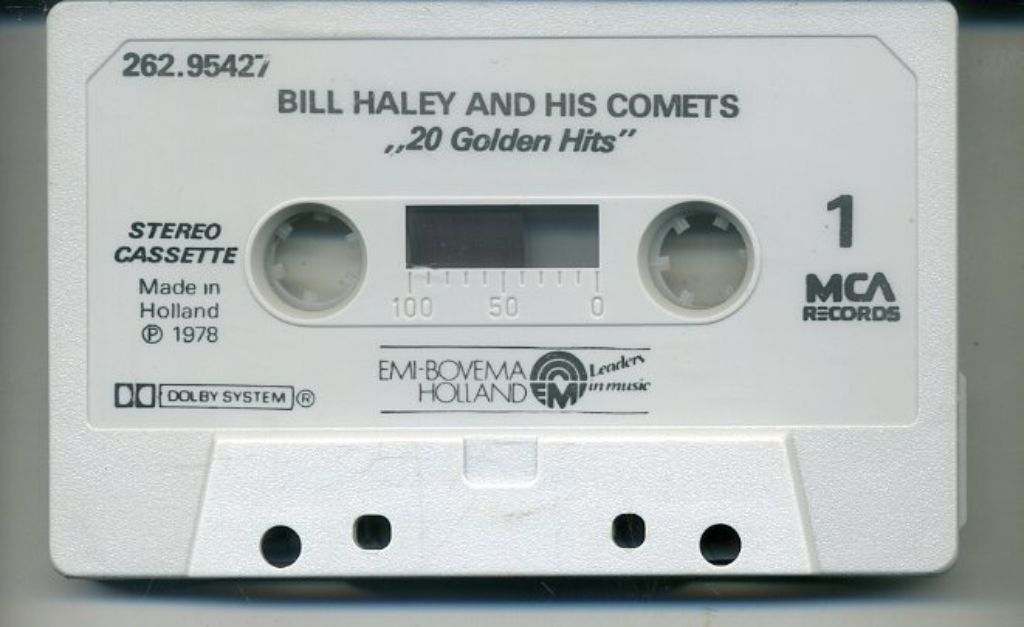 262.95427
BILL HALEY AND HIS COMETS
„20 Golden Hits”
1
STEREO
CASSETTE
Made in
Holland
℗ 1978
100 50 0
MCA
RECORDS
EMI-BOVEMA
HOLLAND
EMI
Leaders
in music
DOLBY SYSTEM ®